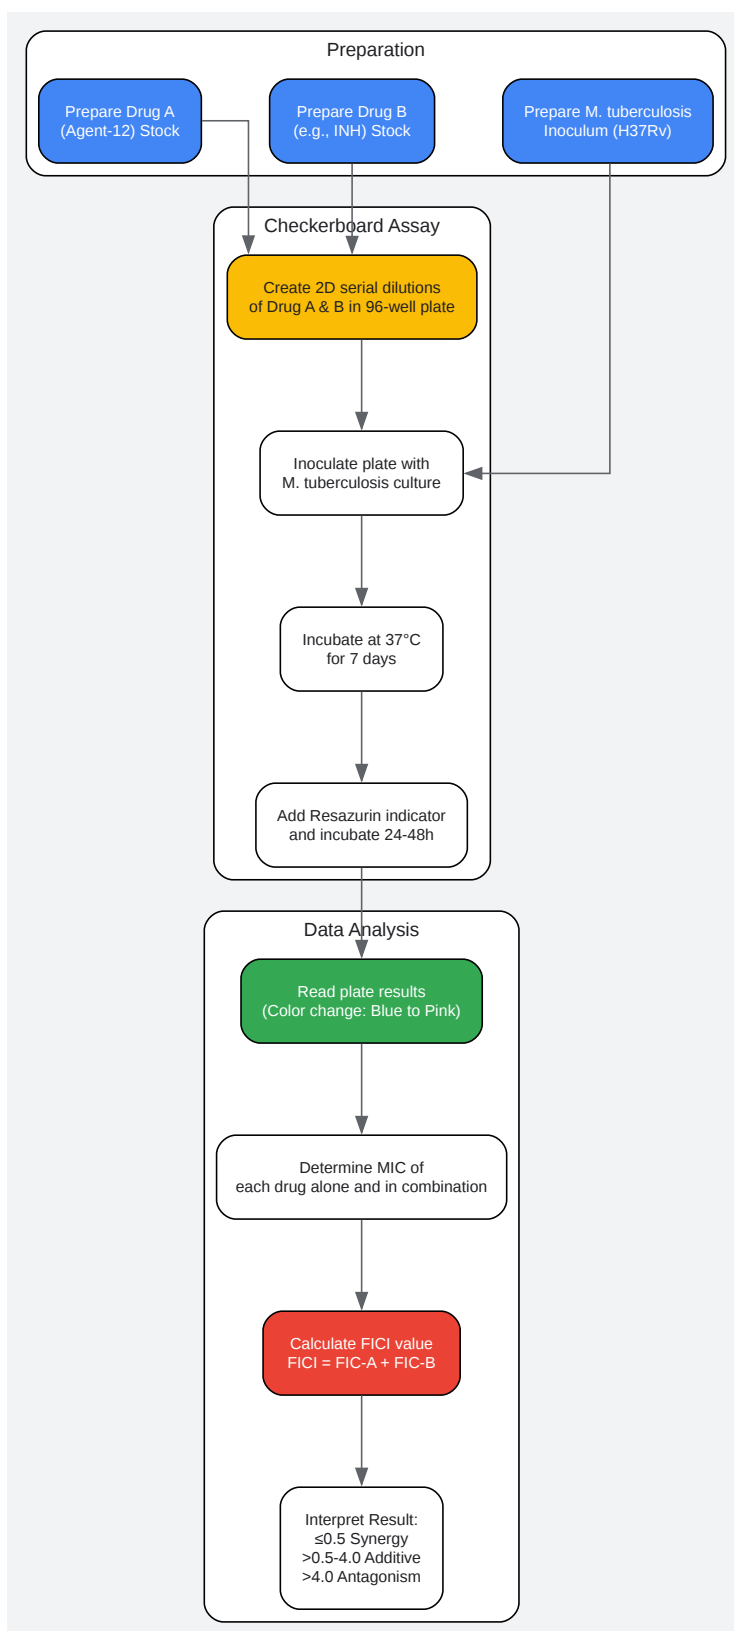 Preparation
Prepare Drug A
(Agent-12) Stock
Prepare Drug B
(e.g., INH) Stock
Prepare M. tuberculosis
Inoculum (H37Rv)
Checkerboard Assay
Create 2D serial dilutions
of Drug A & B in 96-well plate
Inoculate plate with
M. tuberculosis culture
Incubate at 37°C
for 7 days
Add Resazurin indicator
and incubate 24-48h
Data Analysis
Read plate results
(Color change: Blue to Pink)
Determine MIC of
each drug alone and in combination
Calculate FICI value
FICI = FIC-A + FIC-B
Interpret Result:
≤0.5 Synergy
>0.5-4.0 Additive
>4.0 Antagonism